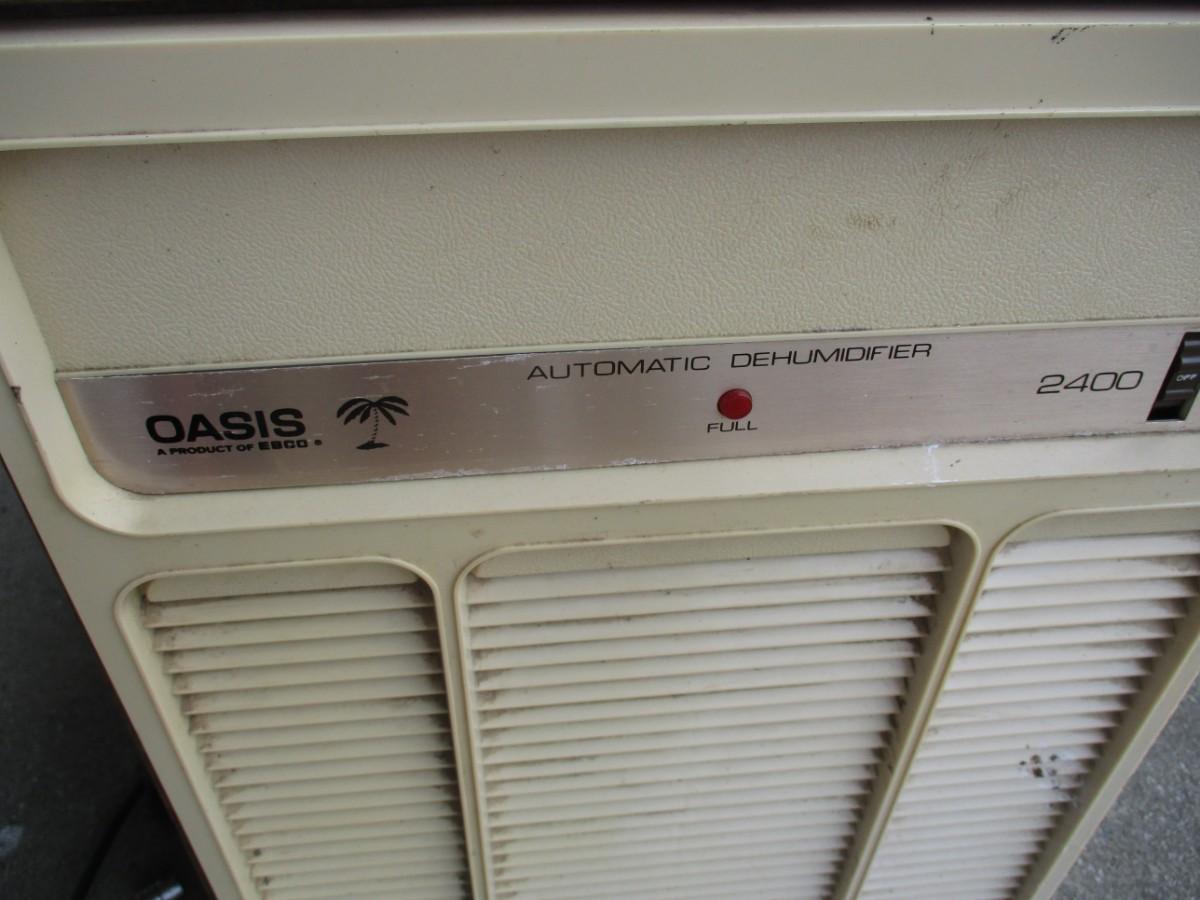 AUTOMATIC DEHUMIDIFIER
2400
OFF
OASIS
A PRODUCT OF EBCO ®
FULL